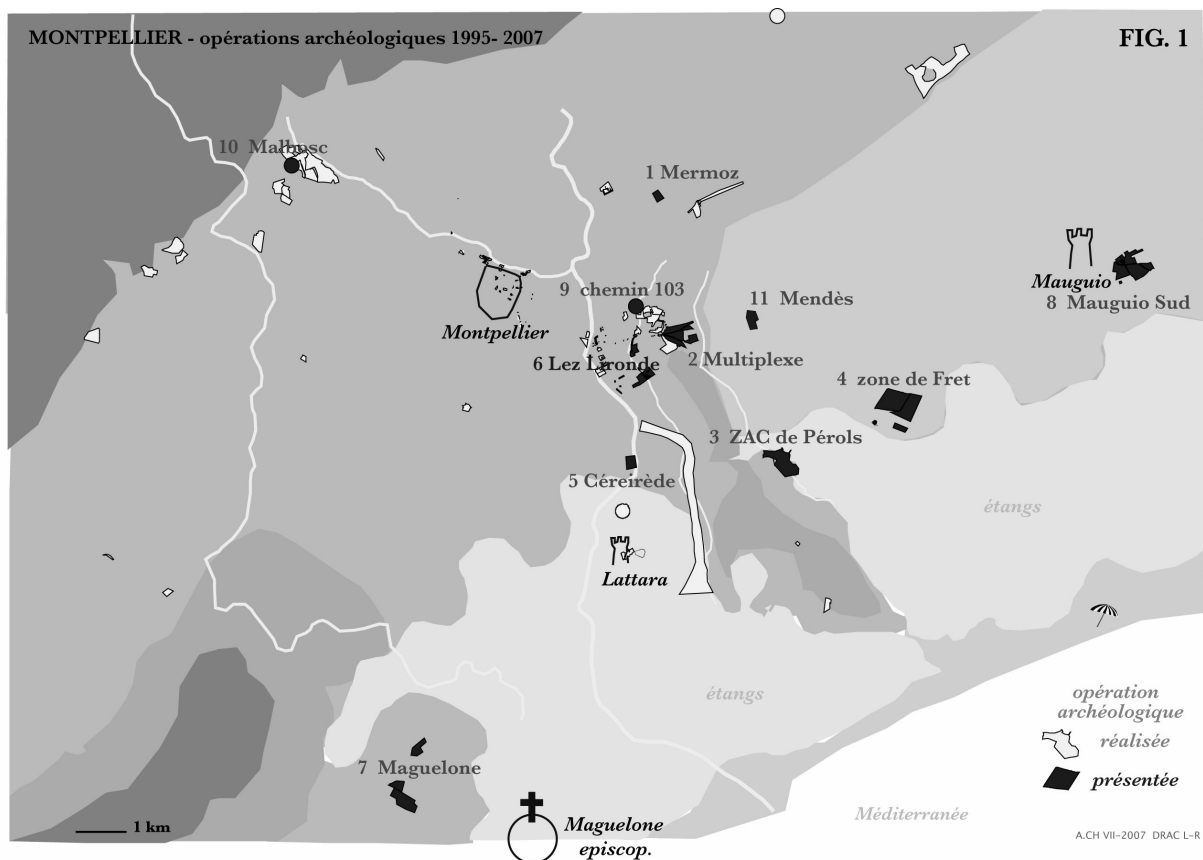 MONTPELLIER - opérations archéologiques 1995- 2007
FIG. 1
10 Malbosc
1 Mermoz
Mauguio
8 Mauguio Sud
9 chemin 103
11 Mendès
Montpellier
6 Lez Lironde
2 Multiplexe
4 zone de Fret
3 ZAC de Pérols
5 Céreirède
étangs
Lattara
étangs
opération
archéologique
réalisée
présentée
7 Maguelone
1 km
Maguelone
episcop.
Méditerranée
A.CH VII-2007 DRAC L-R